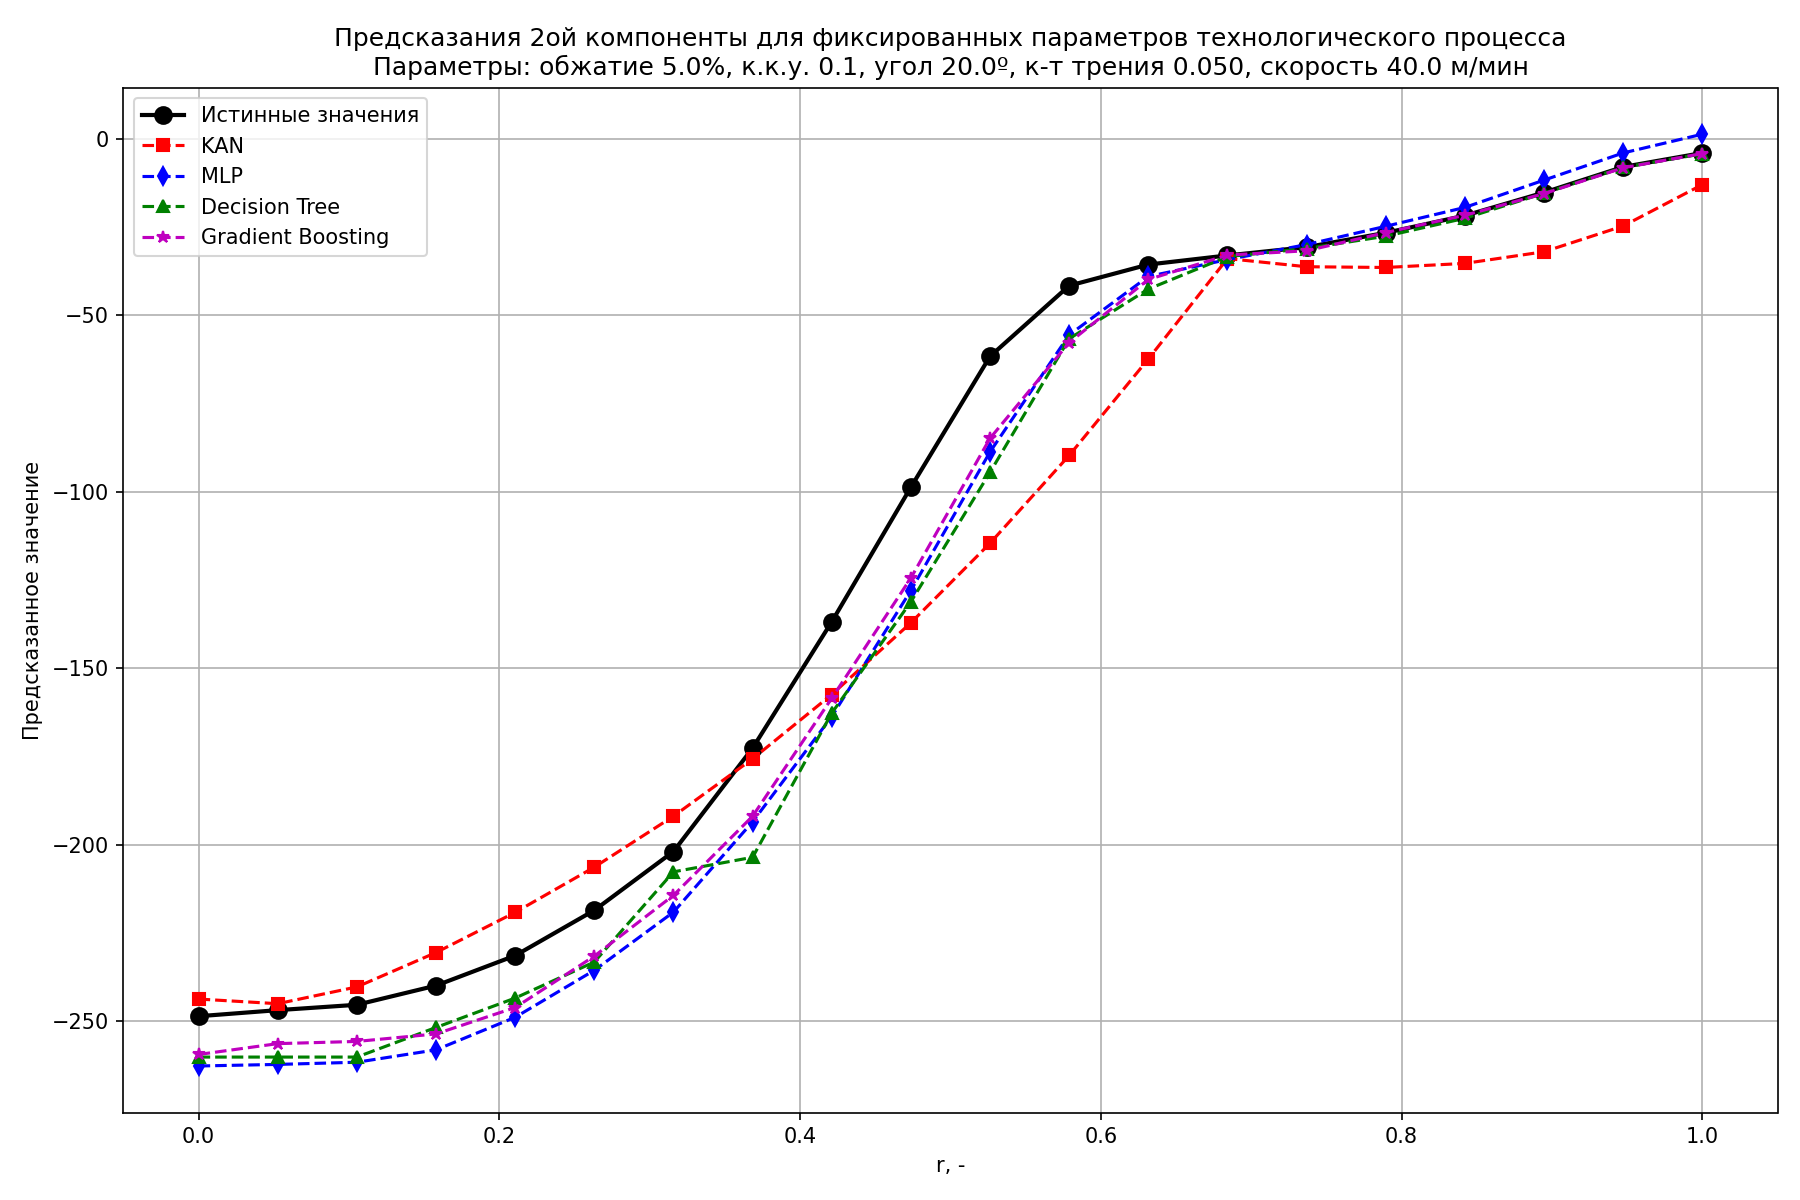 Предсказания 2ой компоненты для фиксированных параметров технологического процесса
Параметры: обжатие 5.0%, к.к.у. 0.1, угол 20.0º, к-т трения 0.050, скорость 40.0 м/мин
Истинные значения
KAN
MLP
Decision Tree
Gradient Boosting
Предсказанное значение
0
−50
−100
−150
−200
−250
0.0
0.2
0.4
0.6
0.8
1.0
r, -